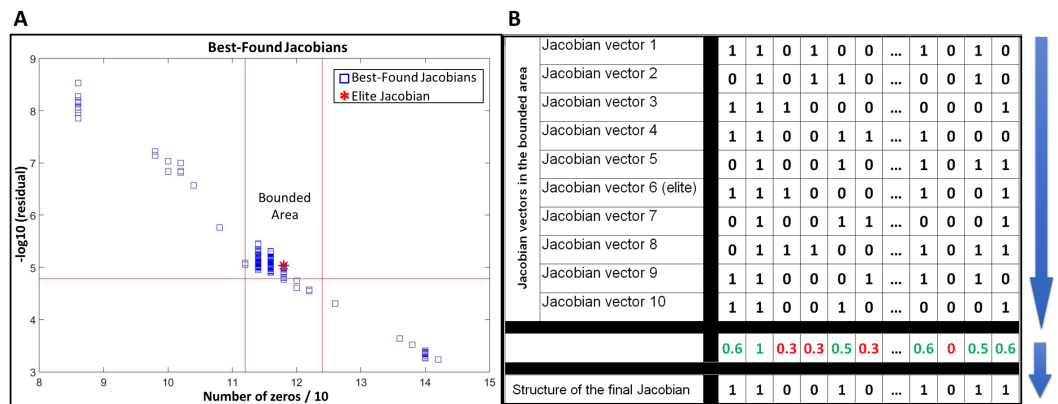 A
Best-Found Jacobians
Best-Found Jacobians
Elite Jacobian
Bounded
Area
-log10 (residual)
9
8
7
6
5
4
3
8 9 10 11 12 13 14 15
Number of zeros / 10
B
Jacobian vectors in the bounded area
Jacobian vector 1 1 1 0 1 0 0 ... 1 0 1 0
Jacobian vector 2 0 1 0 1 1 0 ... 0 0 1 0
Jacobian vector 3 1 1 1 0 0 0 ... 0 0 0 1
Jacobian vector 4 1 1 0 0 1 1 ... 1 0 0 0
Jacobian vector 5 0 1 0 1 0 0 ... 1 0 1 1
Jacobian vector 6 (elite) 1 1 1 0 0 0 ... 1 0 0 1
Jacobian vector 7 0 1 0 0 1 1 ... 0 0 1 0
Jacobian vector 8 0 1 1 1 0 0 ... 1 0 1 1
Jacobian vector 9 1 1 0 0 0 1 ... 1 0 0 1
Jacobian vector 10 1 1 0 0 1 0 ... 0 0 0 1
0.6 1 0.3 0.3 0.5 0.3 ... 0.6 0 0.5 0.6
Structure of the final Jacobian 1 1 0 0 1 0 ... 1 0 1 1